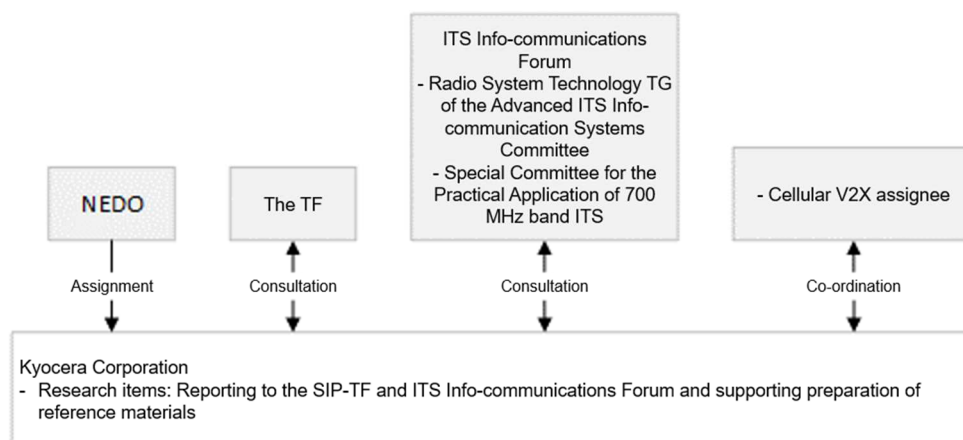 ITS Info-communications
Forum
- Radio System Technology TG
of the Advanced ITS Info-
communication Systems
Committee
- Special Committee for the
Practical Application of 700
MHz band ITS
NEDO
The TF
- Cellular V2X assignee
Assignment
Consultation
Consultation
Co-ordination
Kyocera Corporation
- Research items: Reporting to the SIP-TF and ITS Info-communications Forum and supporting preparation of
reference materials